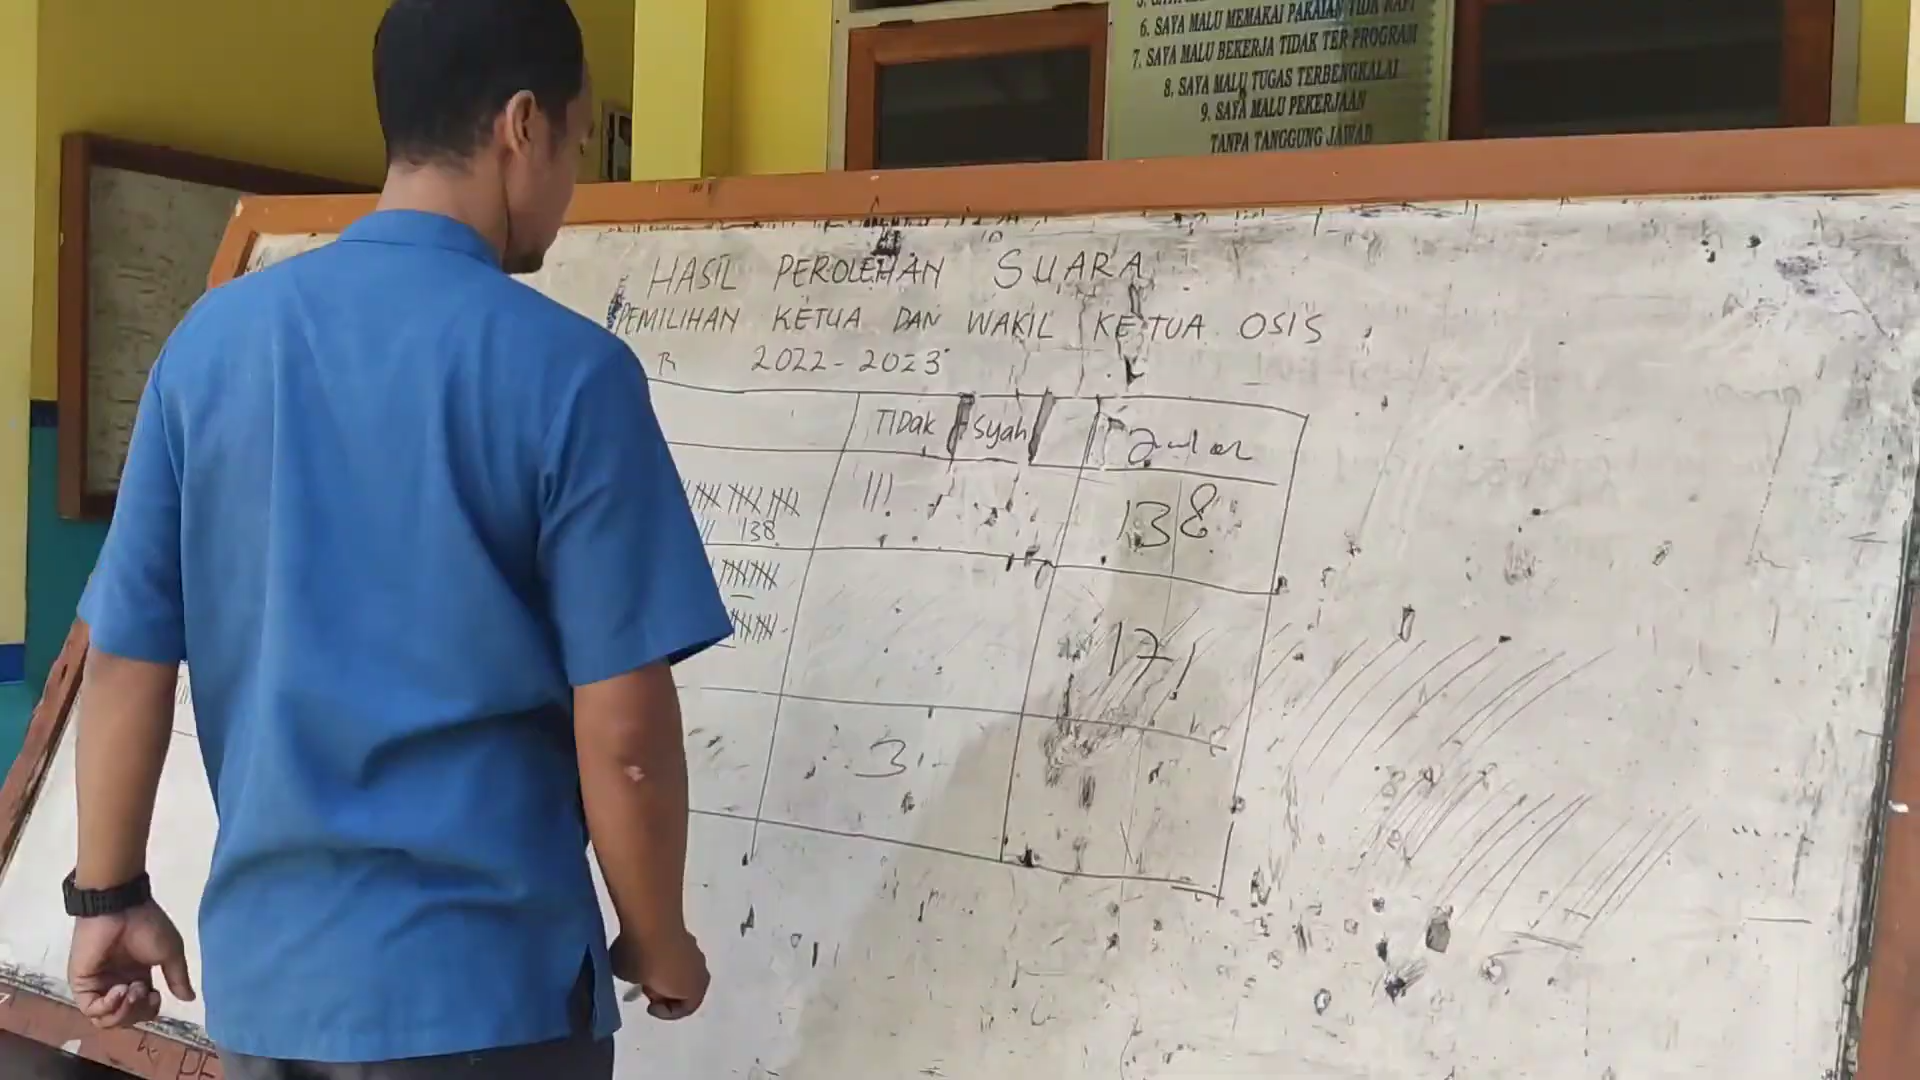 6. SAYA MALU MEMAKAI PAKAIAN TIDA RAPI
7. SAYA MALU BEKERJA TIDAK TER PROGRAM
8. SAYA MALU TUGAS TERBENGKALAI
9. SAYA MALU PEKERJAAN
TANPA TANGGUNG JAWAB
HASIL PEROLEHAN SUARA
PEMILIHAN KETUA DAN WAKIL KETUA OSIS
R 2022-2023
TIDak Syah
138
138
171
3